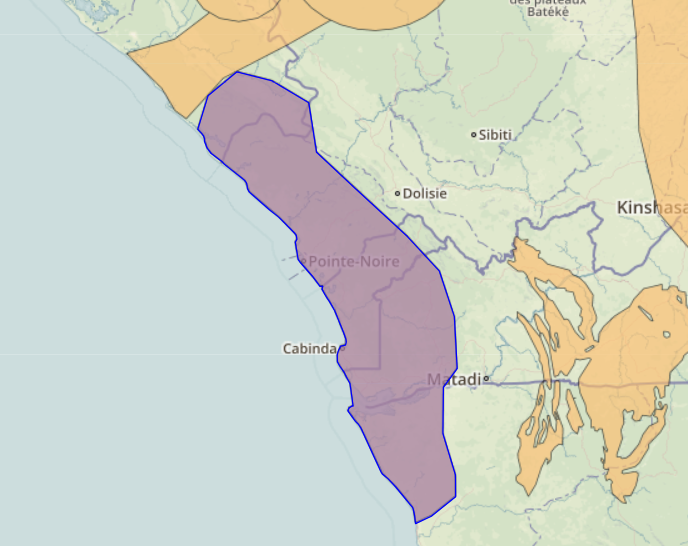 des plateaux
Batéké
Sibiti
Dolisie
Kinshasa
Pointe-Noire
Cabinda
Matadi